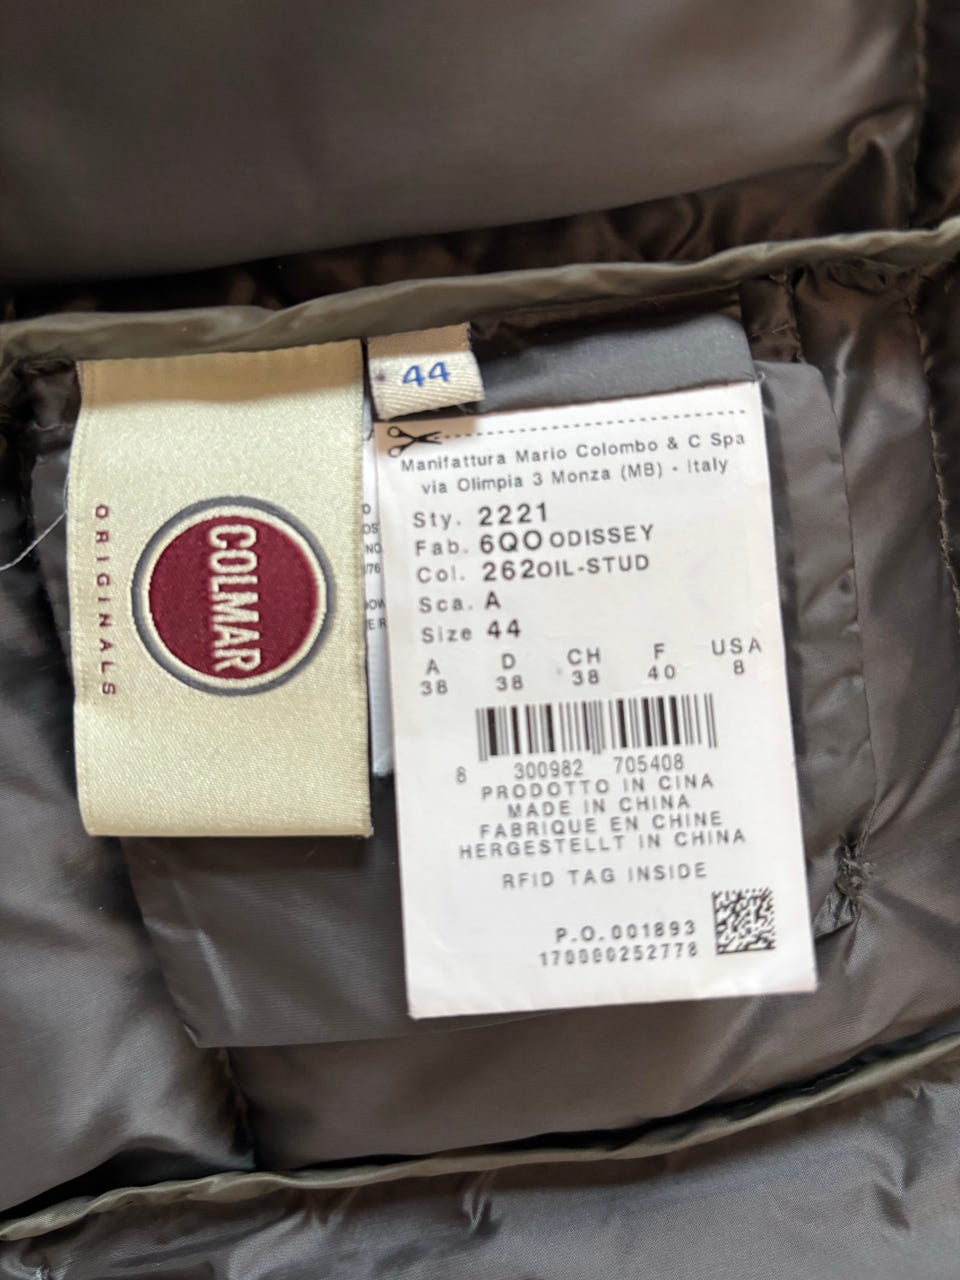 44
COLMAR
ORIGINALS
Manifattura Mario Colombo & C Spa
via Olimpia 3 Monza (MB) - Italy
Sty. 2221
Fab. 6QO ODISSEY
Col. 262OIL-STUD
Sca. A
Size 44
A D CH F USA
38 38 38 40 8
8 300982 705408
PRODOTTO IN CINA
MADE IN CHINA
FABRIQUE EN CHINE
HERGESTELLT IN CHINA
RFID TAG INSIDE
P.O. 001893
170000252778